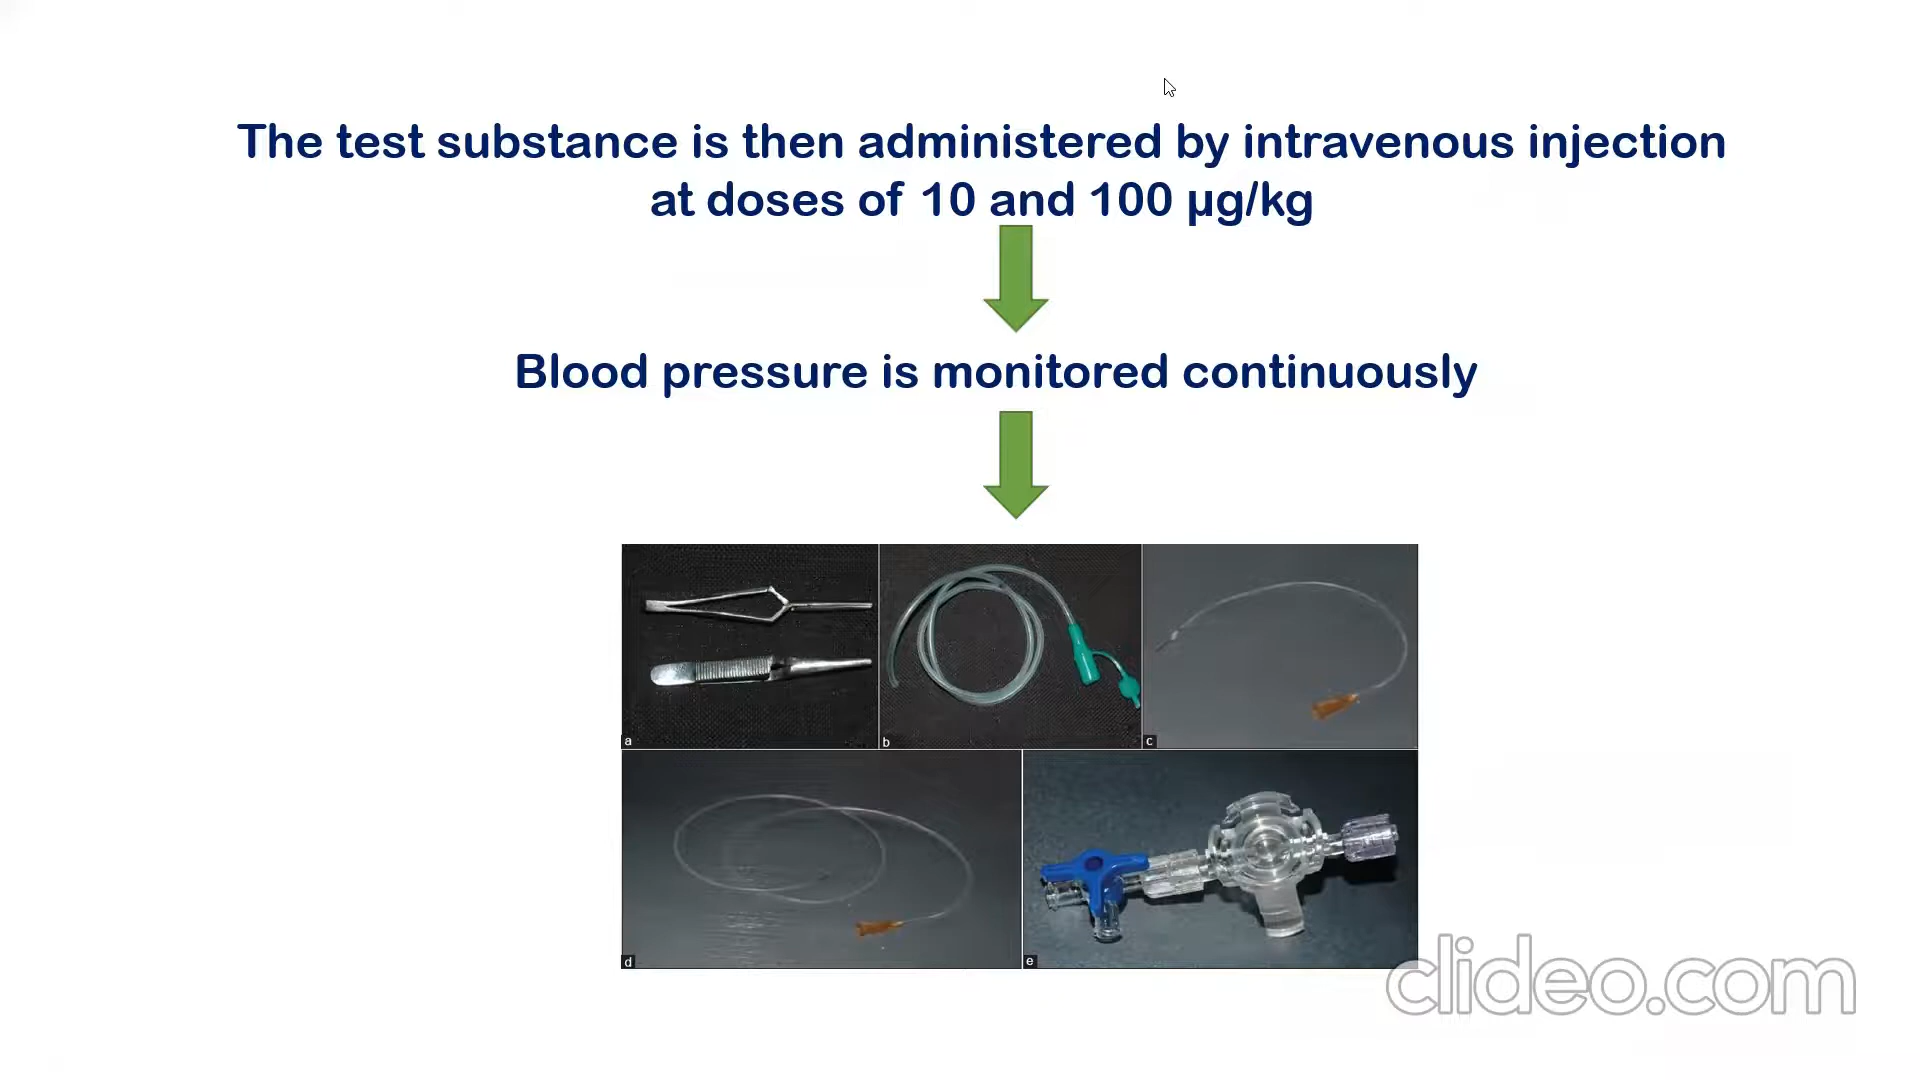 The test substance is then administered by intravenous injection
at doses of 10 and 100 µg/kg
Blood pressure is monitored continuously
a
b
c
d
e
clideo.com